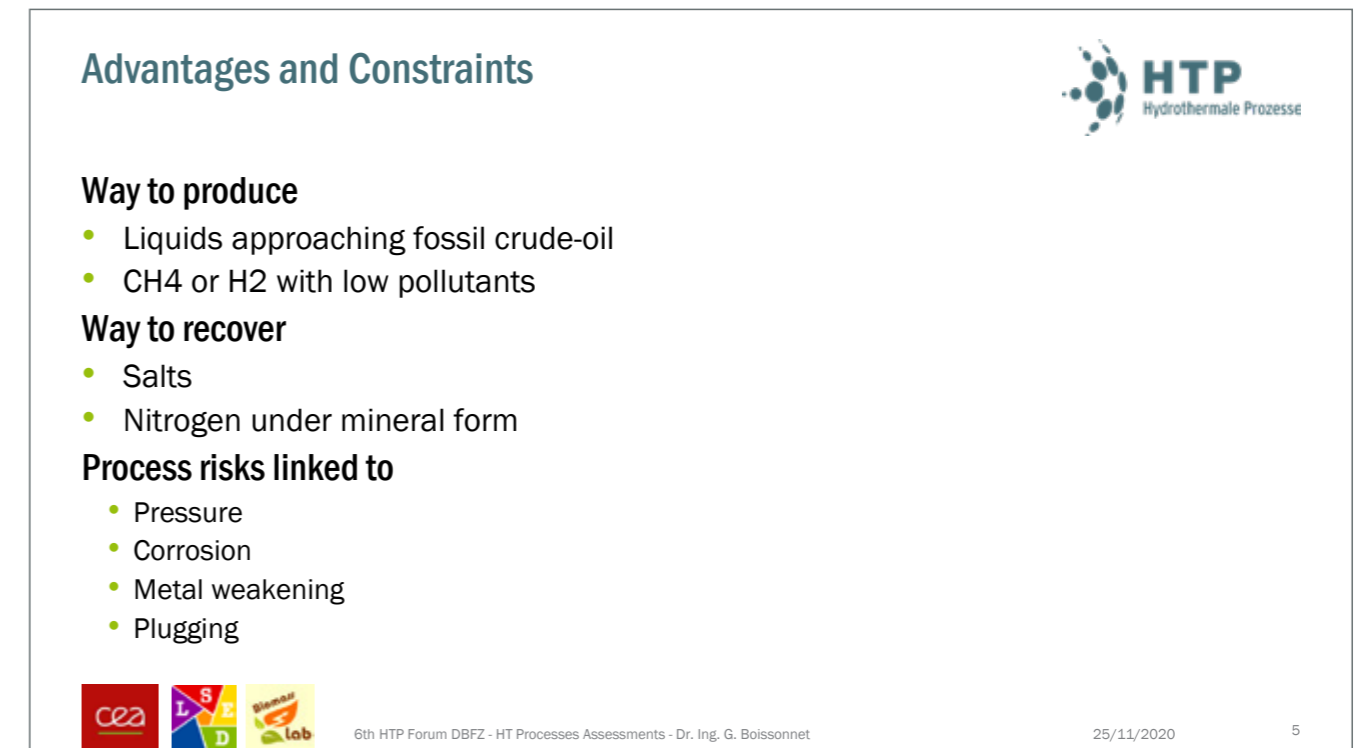 Advantages and Constraints
HTP
Hydrothermale Prozesse
Way to produce
• Liquids approaching fossil crude-oil
• CH4 or H2 with low pollutants
Way to recover
• Salts
• Nitrogen under mineral form
Process risks linked to
• Pressure
• Corrosion
• Metal weakening
• Plugging
cea
L S E D
Biomass
lab
6th HTP Forum DBFZ - HT Processes Assessments - Dr. Ing. G. Boissonnet
25/11/2020
5